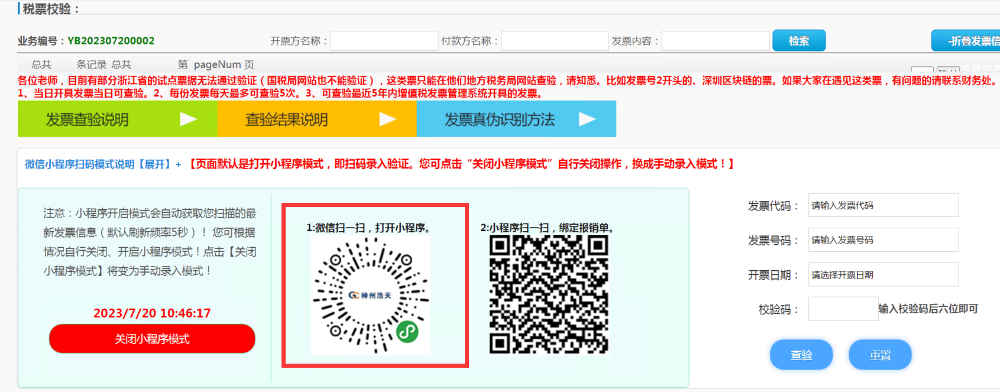 税票校验：
业务编号：YB202307200002 开票方名称： 付款方名称： 发票内容： 检索 -折叠发票信
总共 条记录 总共 第 pageNum 页
各位老师，目前有部分浙江省的试点票据无法通过验证（国税局网站也不能验证），这类票只能在他们地方税务局网站查验，请知悉。比如发票号2开头的、深圳区块链的票。如果大家在遇见这类票，有问题的请联系财务处。
1、当日开具发票当日可查验。2、每份发票每天最多可查验5次。3、可查验最近5年内增值税发票管理系统开具的发票。
发票查验说明 查验结果说明 发票真伪识别方法
微信小程序扫码模式说明【展开】+ 【页面默认是打开小程序模式，即扫码录入验证。您可点击“关闭小程序模式”自行关闭操作，换成手动录入模式！】
注意：小程序开启模式会自动获取您扫描的最
新发票信息（默认刷新频率5秒）！ 您可根据
情况自行关闭、开启小程序模式！点击【关闭
小程序模式】将变为手动录入模式！
2023/7/20 10:46:17
关闭小程序模式
1:微信扫一扫，打开小程序。
神州浩天
2:小程序扫一扫，绑定报销单。
发票代码： 请输入发票代码
发票号码： 请输入发票号码
开票日期： 请选择开票日期
校验码： 输入校验码后六位即可
查验 重置